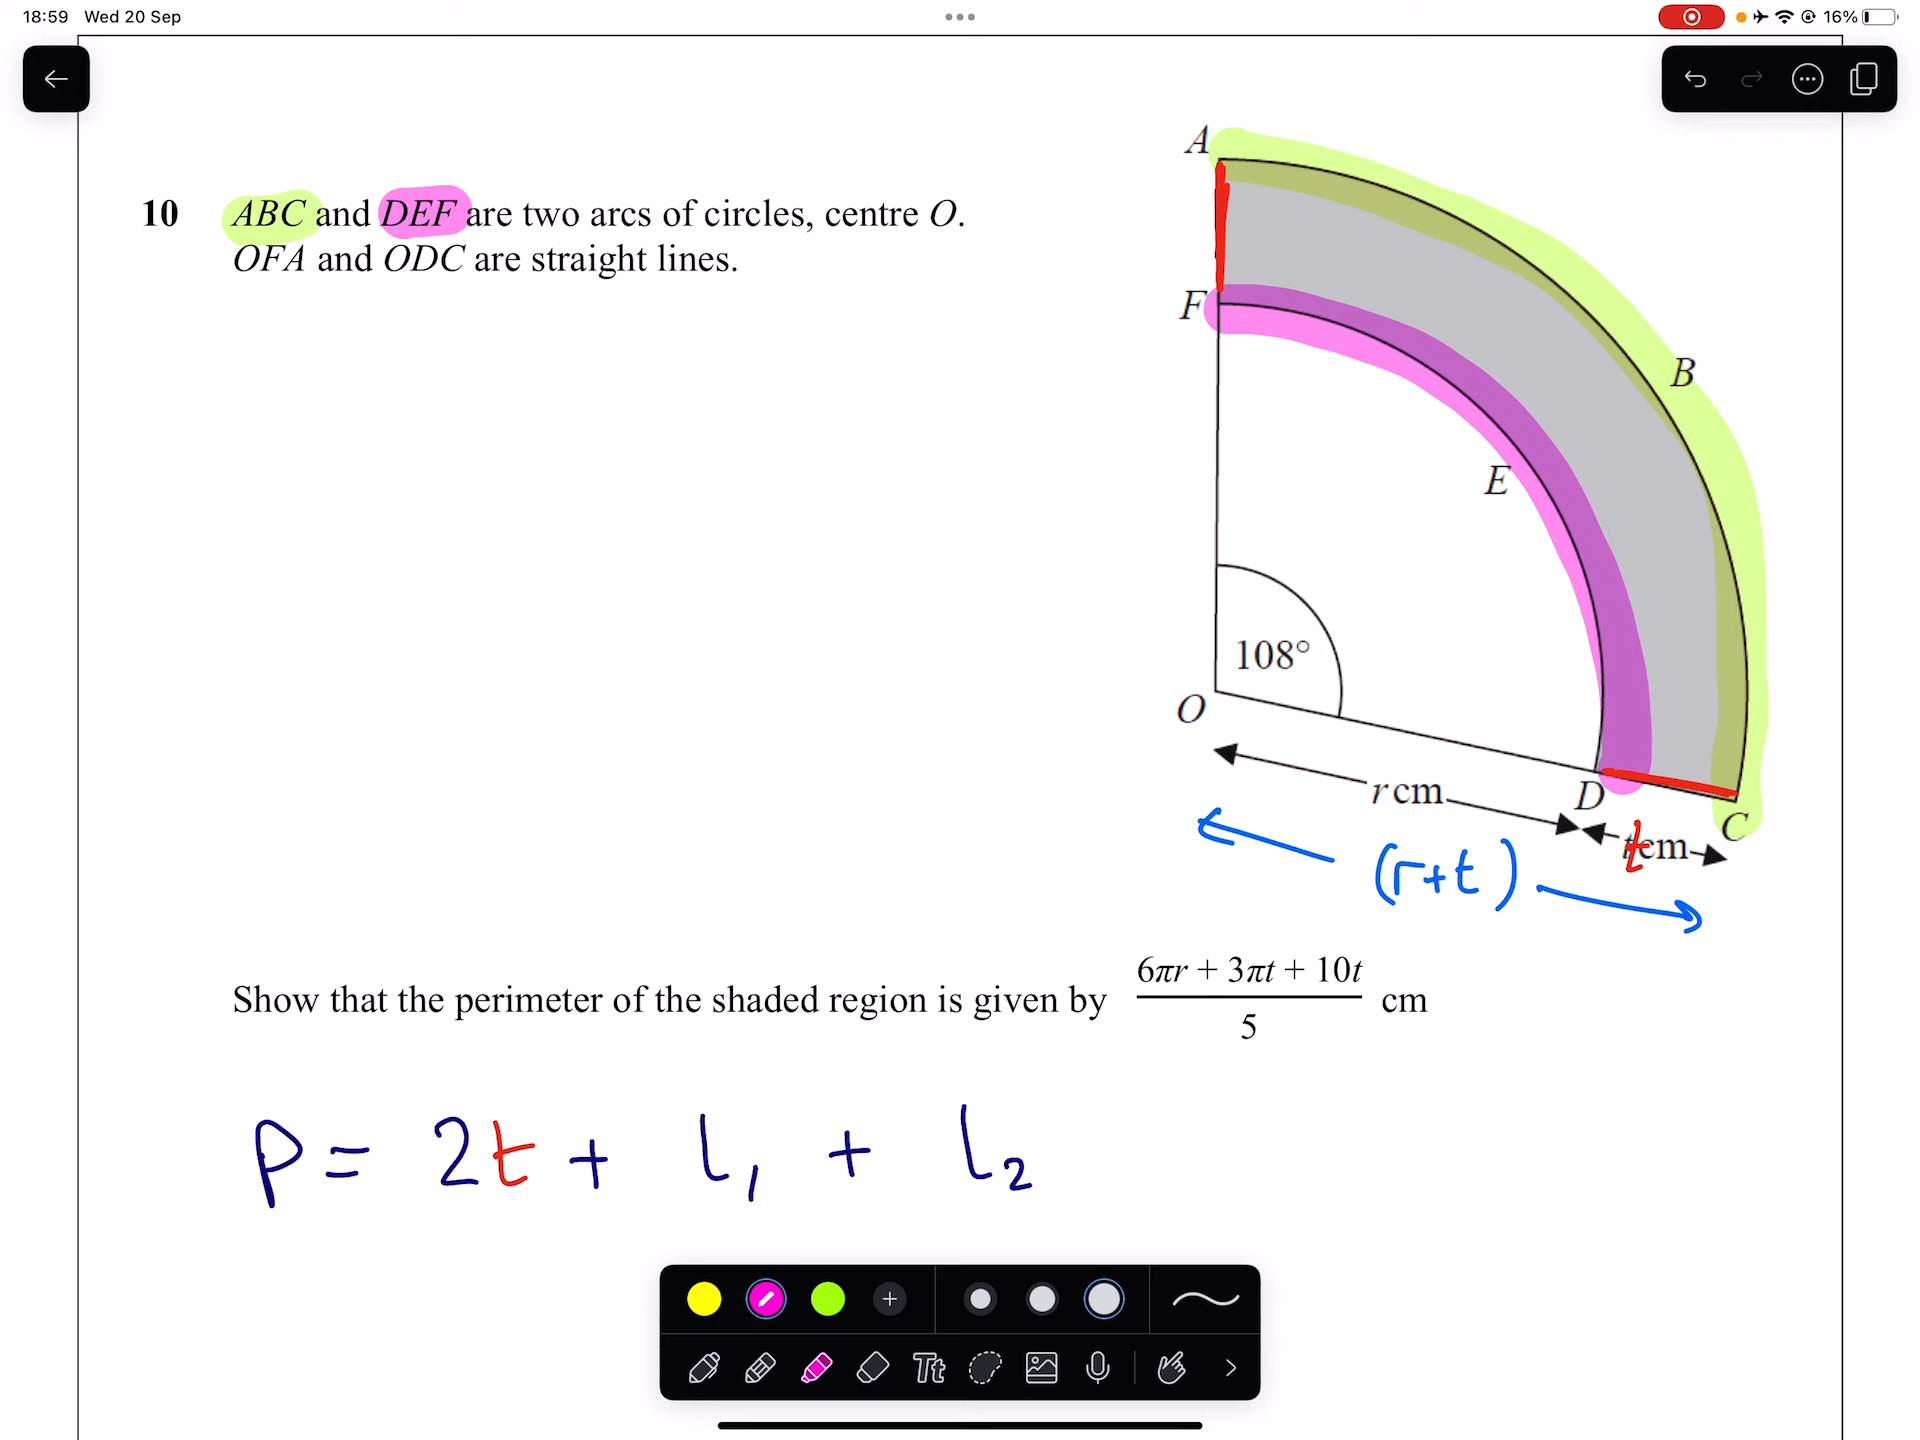 18:59 Wed 20 Sep
16%
10 ABC and DEF are two arcs of circles, centre O.
OFA and ODC are straight lines.
A
F
B
E
108°
O
r cm
D
C
t cm
(r+t)
Show that the perimeter of the shaded region is given by 6πr + 3πt + 10t / 5 cm
P = 2t + l₁ + l₂
Tt